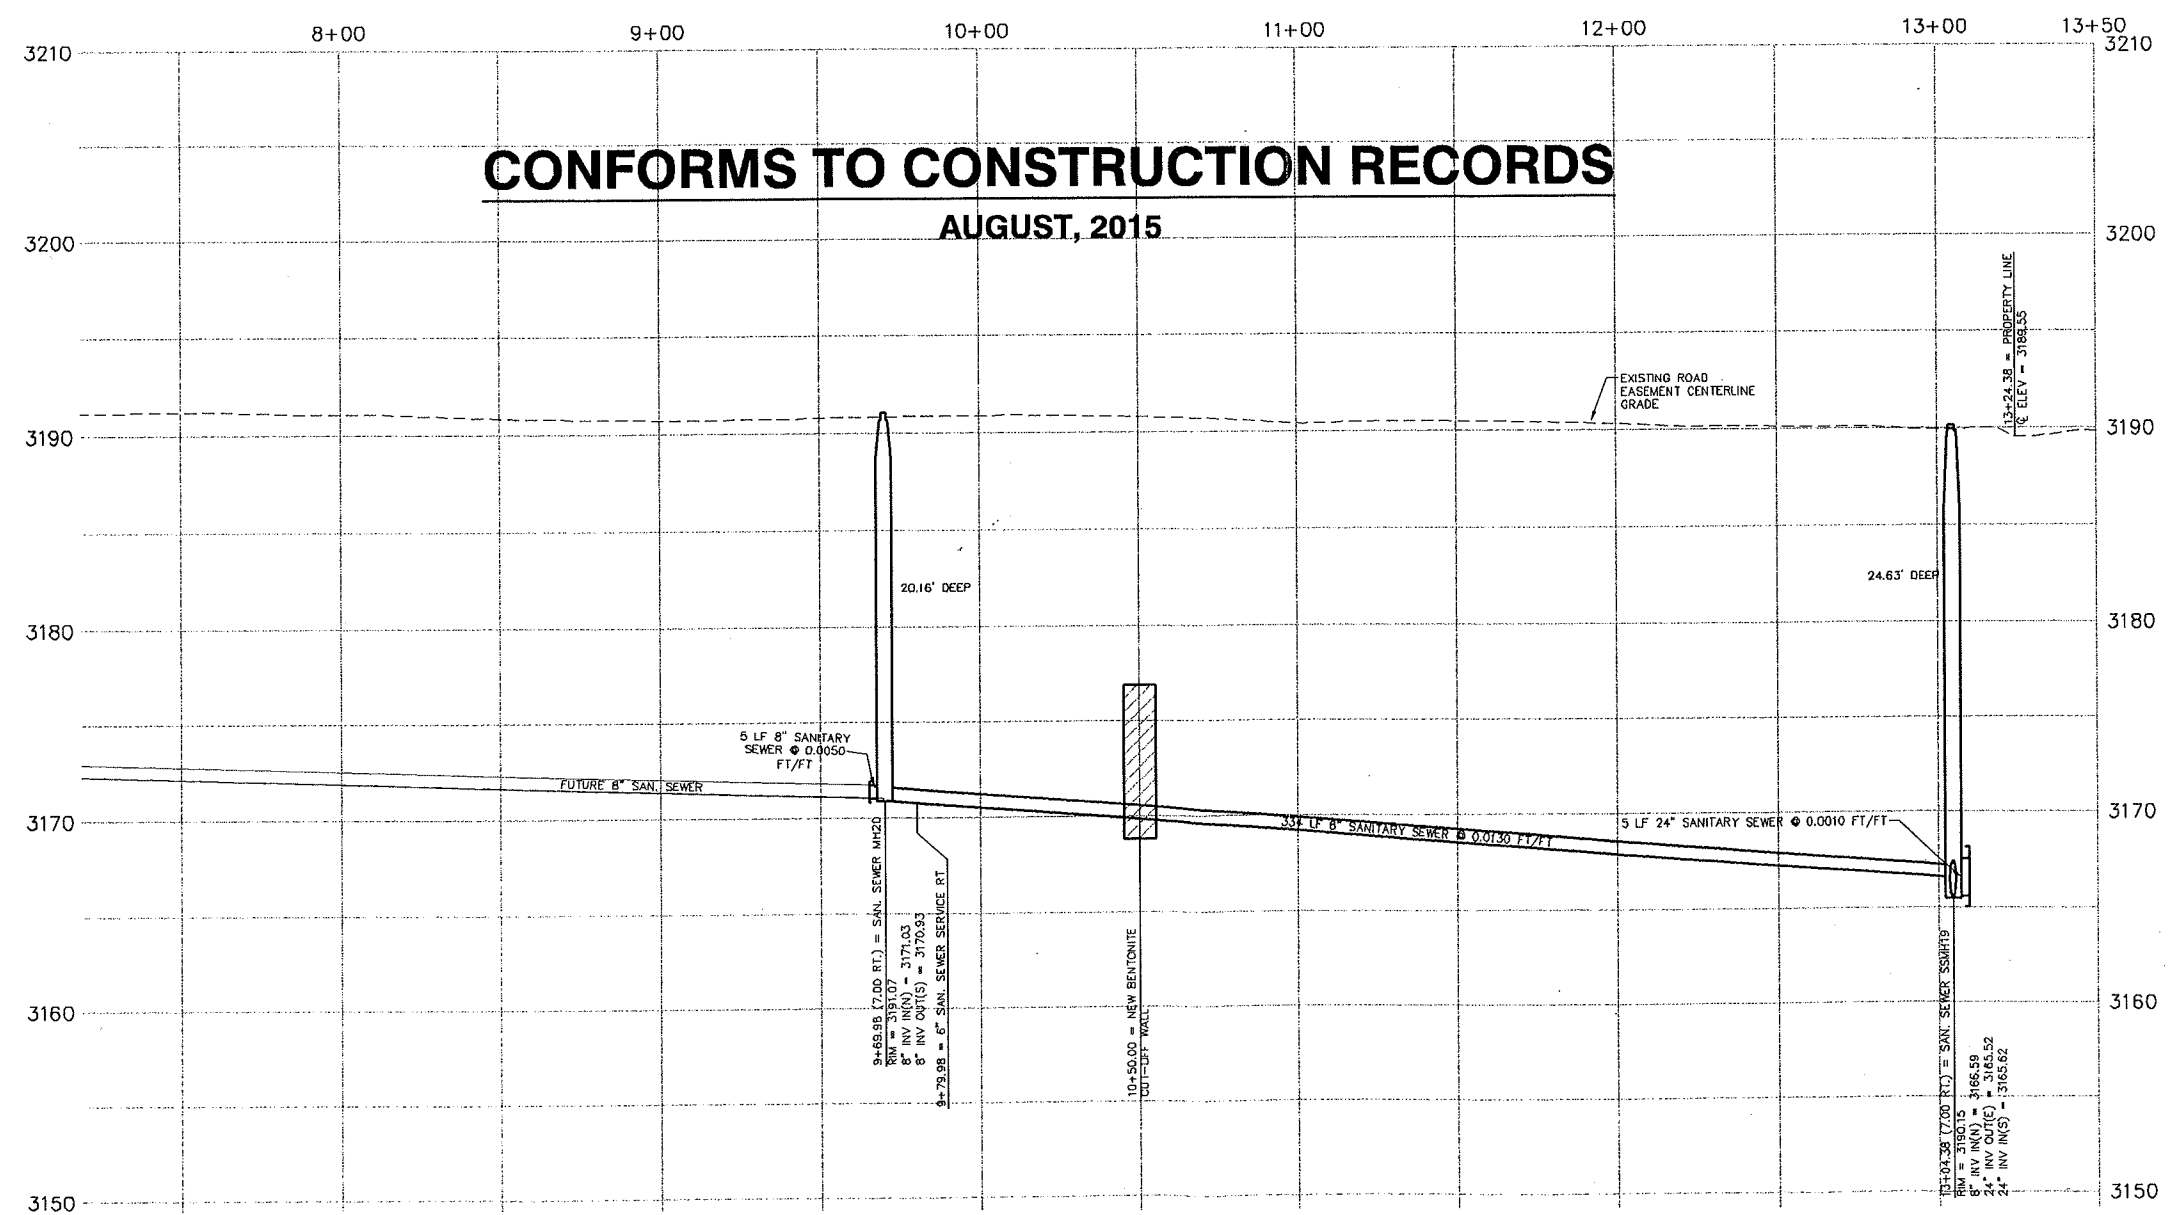 8+00 9+00 10+00 11+00 12+00 13+00 13+50
3210 3210
CONFORMS TO CONSTRUCTION RECORDS
AUGUST, 2015
3200 3200
13+24.38 = PROPERTY LINE
℄ ELEV = 3189.55
EXISTING ROAD
EASEMENT CENTERLINE
GRADE
3190 3190
20.16' DEEP
24.63' DEEP
3180 3180
5 LF 8" SANITARY
SEWER @ 0.0050
FT/FT
FUTURE 8" SAN. SEWER
3170 3170
334 LF 8" SANITARY SEWER @ 0.0130 FT/FT
5 LF 24" SANITARY SEWER @ 0.0010 FT/FT
9+69.98 (7.00 RT.) = SAN. SEWER MH20
RIM = 3191.07
8" INV IN(N) = 3171.03
8" INV OUT(S) = 3170.93
9+79.98 = 6" SAN. SEWER SERVICE RT
10+50.00 = NEW BENTONITE
CUT-OFF WALL
13+04.38 (7.00 RT.) = SAN. SEWER SSMH19
RIM = 3190.15
8" INV IN(N) = 3166.59
24" INV OUT(E) = 3165.52
24" INV IN(S) = 3165.62
3160 3160
3150 3150